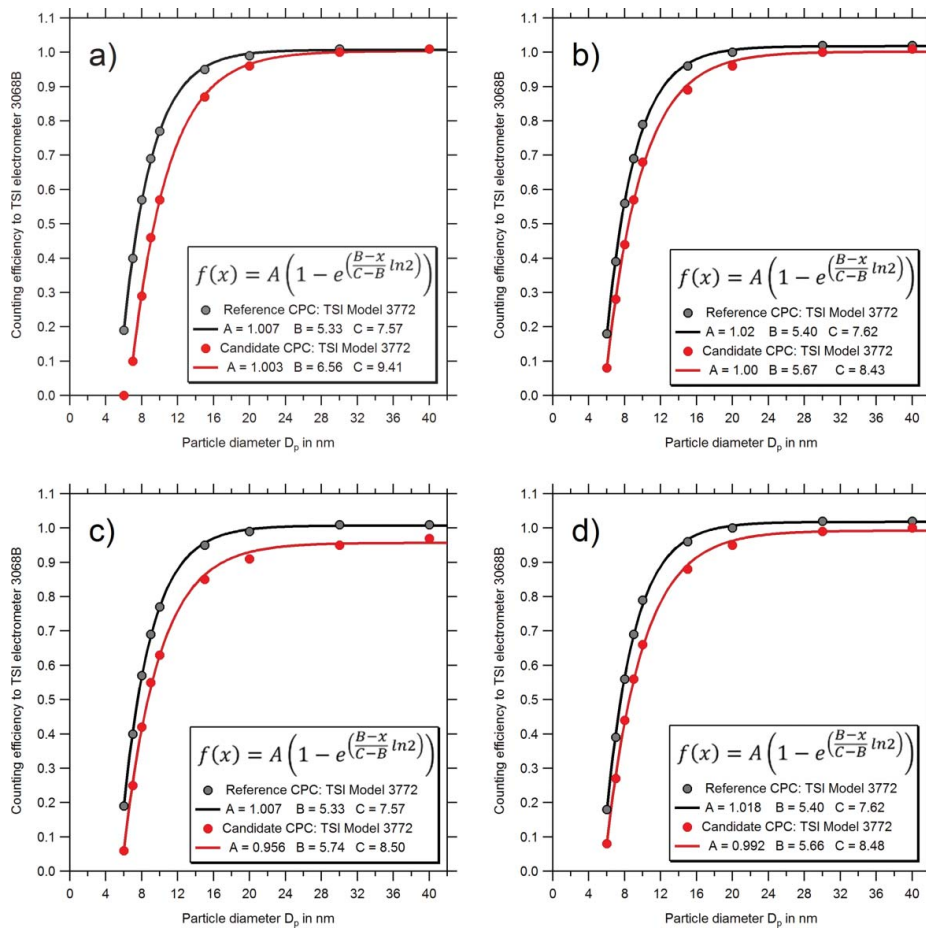 a)
Counting efficiency to TSI electrometer 3068B
1.1
1.0
0.9
0.8
0.7
0.6
0.5
0.4
0.3
0.2
0.1
0.0
f(x) = A(1 − e^((B−x)/(C−B) ln2))
Reference CPC: TSI Model 3772
A = 1.007 B = 5.33 C = 7.57
Candidate CPC: TSI Model 3772
A = 1.003 B = 6.56 C = 9.41
0 4 8 12 16 20 24 28 32 36 40
Particle diameter Dp in nm
b)
Counting efficiency to TSI electrometer 3068B
1.1
1.0
0.9
0.8
0.7
0.6
0.5
0.4
0.3
0.2
0.1
0.0
f(x) = A(1 − e^((B−x)/(C−B) ln2))
Reference CPC: TSI Model 3772
A = 1.02 B = 5.40 C = 7.62
Candidate CPC: TSI Model 3772
A = 1.00 B = 5.67 C = 8.43
0 4 8 12 16 20 24 28 32 36 40
Particle diameter Dp in nm
c)
Counting efficiency to TSI electrometer 3068B
1.1
1.0
0.9
0.8
0.7
0.6
0.5
0.4
0.3
0.2
0.1
0.0
f(x) = A(1 − e^((B−x)/(C−B) ln2))
Reference CPC: TSI Model 3772
A = 1.007 B = 5.33 C = 7.57
Candidate CPC: TSI Model 3772
A = 0.956 B = 5.74 C = 8.50
0 4 8 12 16 20 24 28 32 36 40
Particle diameter Dp in nm
d)
Counting efficiency to TSI electrometer 3068B
1.1
1.0
0.9
0.8
0.7
0.6
0.5
0.4
0.3
0.2
0.1
0.0
f(x) = A(1 − e^((B−x)/(C−B) ln2))
Reference CPC: TSI Model 3772
A = 1.018 B = 5.40 C = 7.62
Candidate CPC: TSI Model 3772
A = 0.992 B = 5.66 C = 8.48
0 4 8 12 16 20 24 28 32 36 40
Particle diameter Dp in nm